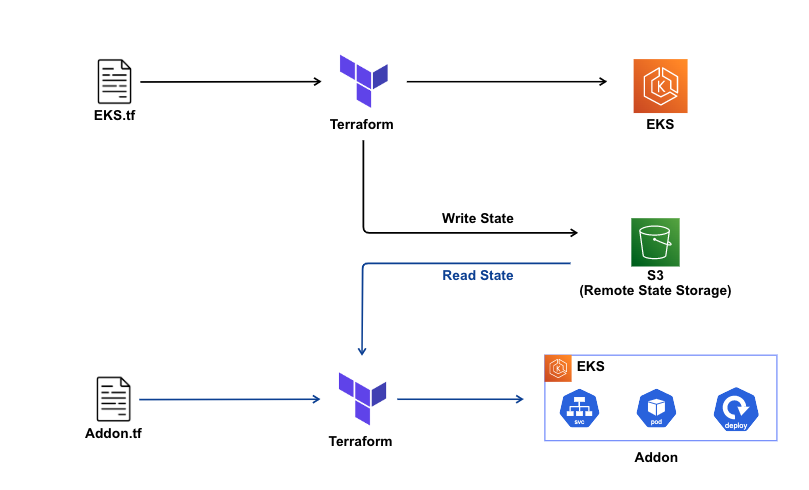 EKS.tf
Terraform
EKS
Write State
Read State
S3
(Remote State Storage)
Addon.tf
Terraform
EKS
svc
pod
deploy
Addon